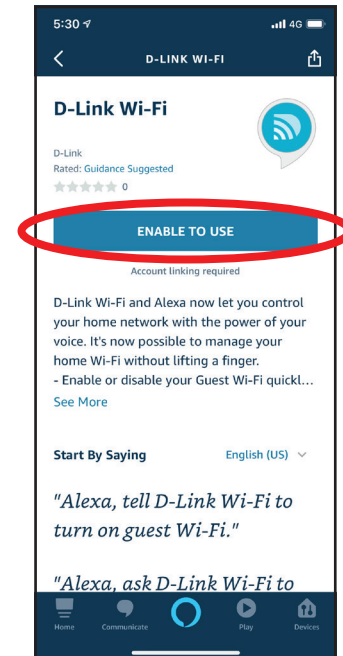 5:30
4G
D-LINK WI-FI
D-Link Wi-Fi
D-Link
Rated: Guidance Suggested
0
ENABLE TO USE
Account linking required
D-Link Wi-Fi and Alexa now let you control
your home network with the power of your
voice. It's now possible to manage your
home Wi-Fi without lifting a finger.
- Enable or disable your Guest Wi-Fi quickl...
See More
Start By Saying English (US)
"Alexa, tell D-Link Wi-Fi to
turn on guest Wi-Fi."
"Alexa, ask D-Link Wi-Fi to
Home Communicate Play Devices